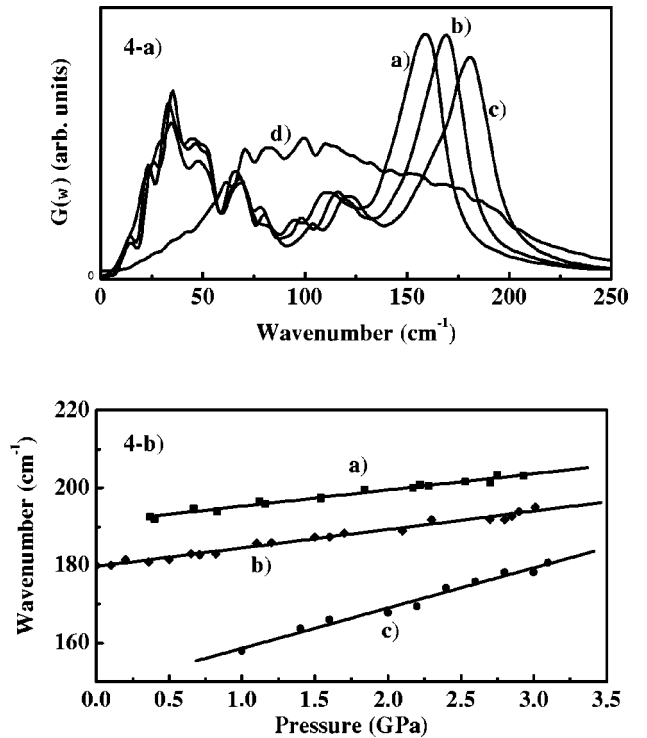 4-a)
b)
a)
c)
d)
G(w) (arb. units)
0
0 50 100 150 200 250
Wavenumber (cm-1)
220
4-b)
a)
200
180
b)
160
c)
Wavenumber (cm-1)
0.0 0.5 1.0 1.5 2.0 2.5 3.0 3.5
Pressure (GPa)